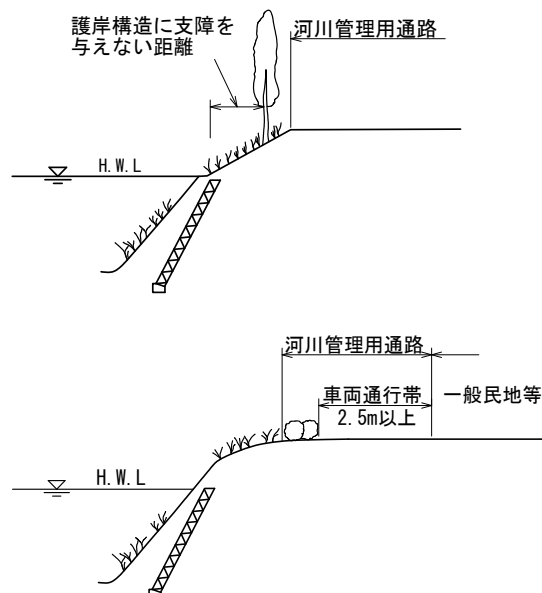 護岸構造に支障を
与えない距離
河川管理用通路
H.W.L
河川管理用通路
車両通行帯
一般民地等
2.5m以上
H.W.L